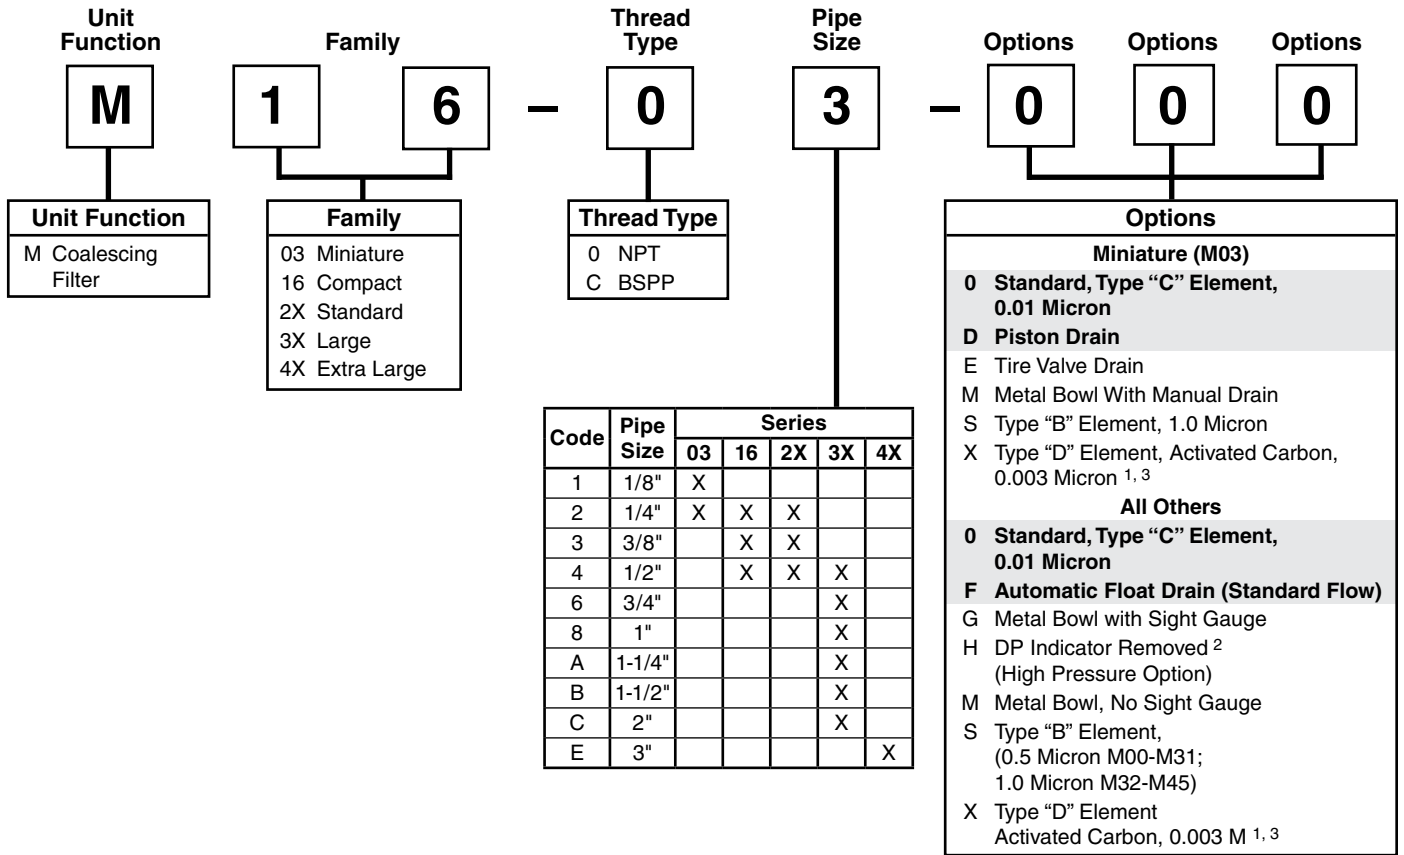 Unit Function
Family
Thread Type
Pipe Size
Options
Options
Options
M 1 6 – 0 3 – 0 0 0
Unit Function
M Coalescing
Filter
Family
03 Miniature
16 Compact
2X Standard
3X Large
4X Extra Large
Thread Type
0 NPT
C BSPP
Code Pipe Size Series
03 16 2X 3X 4X
1 1/8" X
2 1/4" X X X
3 3/8" X X
4 1/2" X X X
6 3/4" X
8 1" X
A 1-1/4" X
B 1-1/2" X
C 2" X
E 3" X
Options
Miniature (M03)
0 Standard, Type “C” Element,
0.01 Micron
D Piston Drain
E Tire Valve Drain
M Metal Bowl With Manual Drain
S Type “B” Element, 1.0 Micron
X Type “D” Element, Activated Carbon,
0.003 Micron 1, 3
All Others
0 Standard, Type “C” Element,
0.01 Micron
F Automatic Float Drain (Standard Flow)
G Metal Bowl with Sight Gauge
H DP Indicator Removed 2
(High Pressure Option)
M Metal Bowl, No Sight Gauge
S Type “B” Element,
(0.5 Micron M00-M31;
1.0 Micron M32-M45)
X Type “D” Element
Activated Carbon, 0.003 M 1, 3